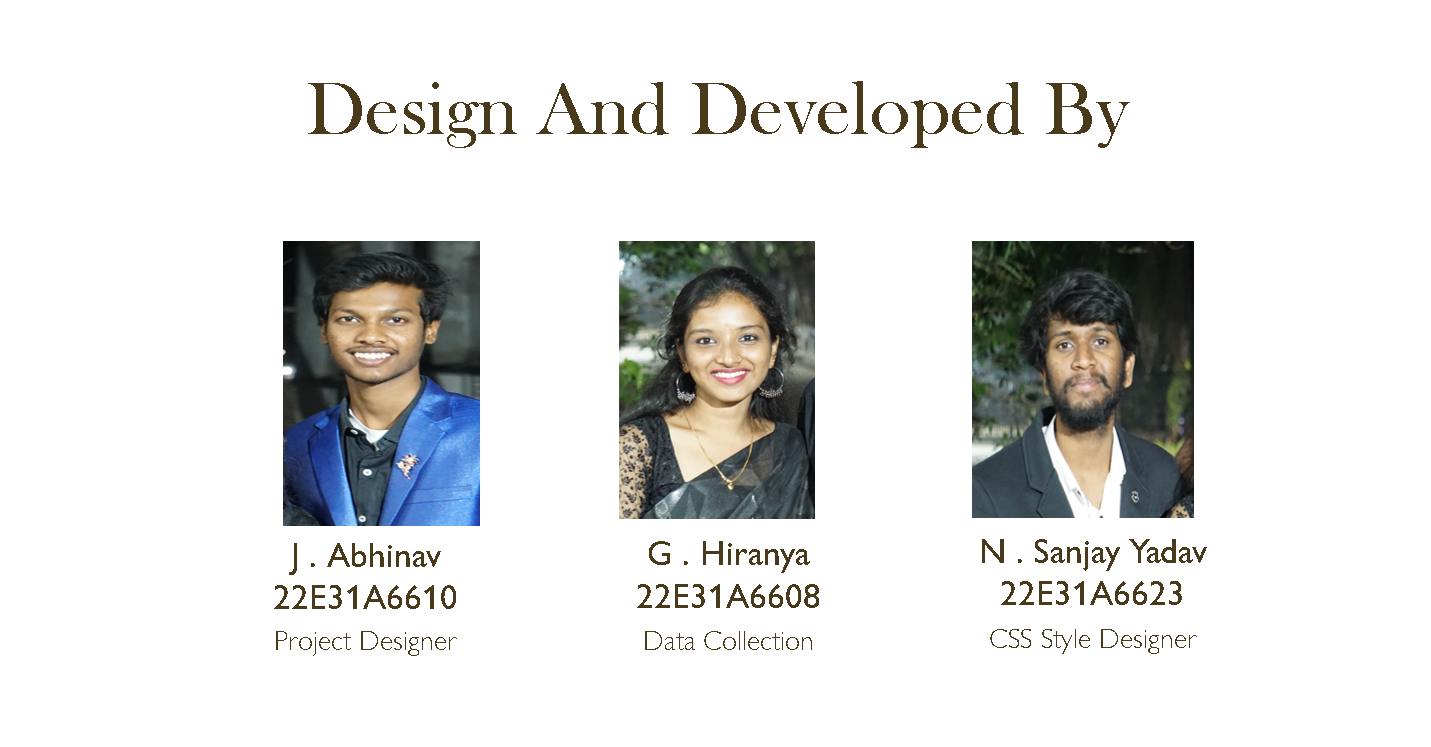 Design And Developed By
J . Abhinav
22E31A6610
Project Designer
G . Hiranya
22E31A6608
Data Collection
N . Sanjay Yadav
22E31A6623
CSS Style Designer